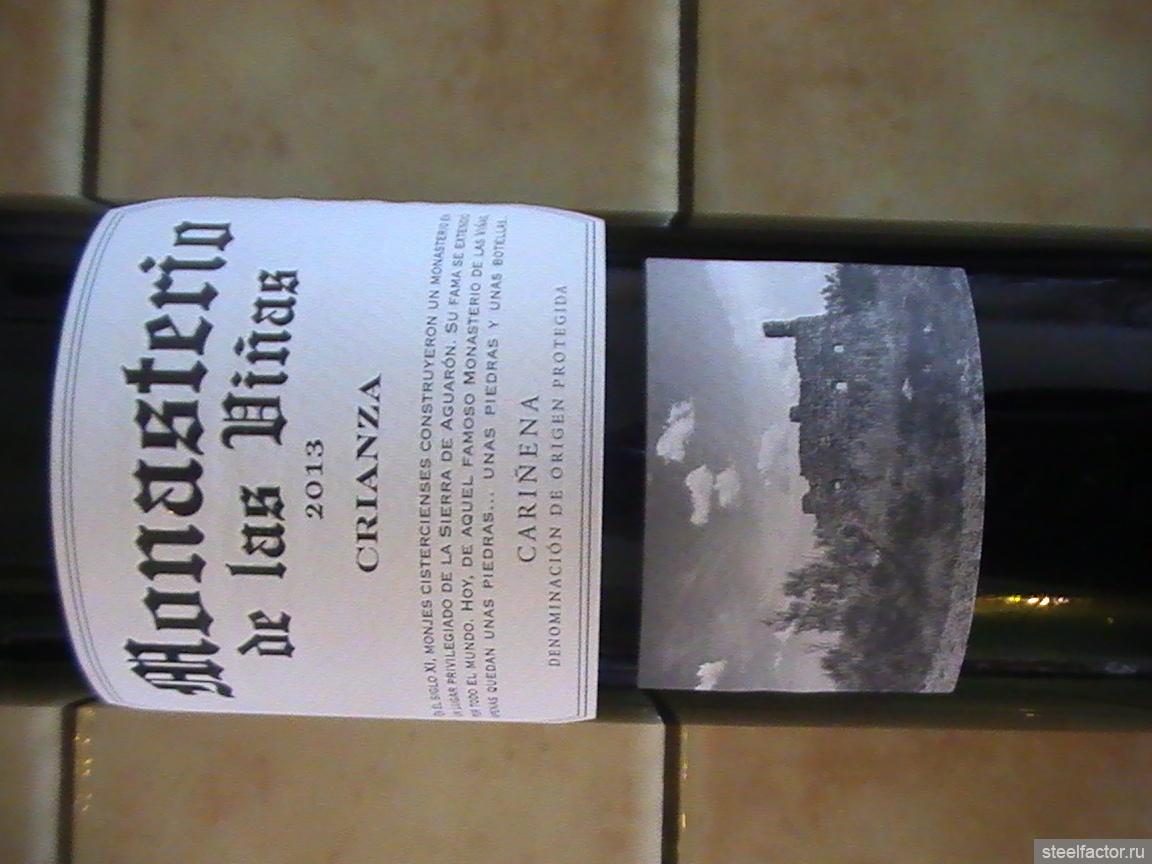 Monasterio
de las Viñas
2013
CRIANZA
EN EL SIGLO XI, MONJES CISTERCIENSES CONSTRUYERON UN MONASTERIO EN
UN LUGAR PRIVILEGIADO DE LA SIERRA DE AGUARÓN. SU FAMA SE EXTENDIÓ
POR TODO EL MUNDO. HOY, DE AQUEL FAMOSO MONASTERIO DE LAS VIÑAS,
APENAS QUEDAN UNAS PIEDRAS... UNAS PIEDRAS Y UNAS BOTELLAS.
CARIÑENA
DENOMINACIÓN DE ORIGEN PROTEGIDA
steelfactor.ru